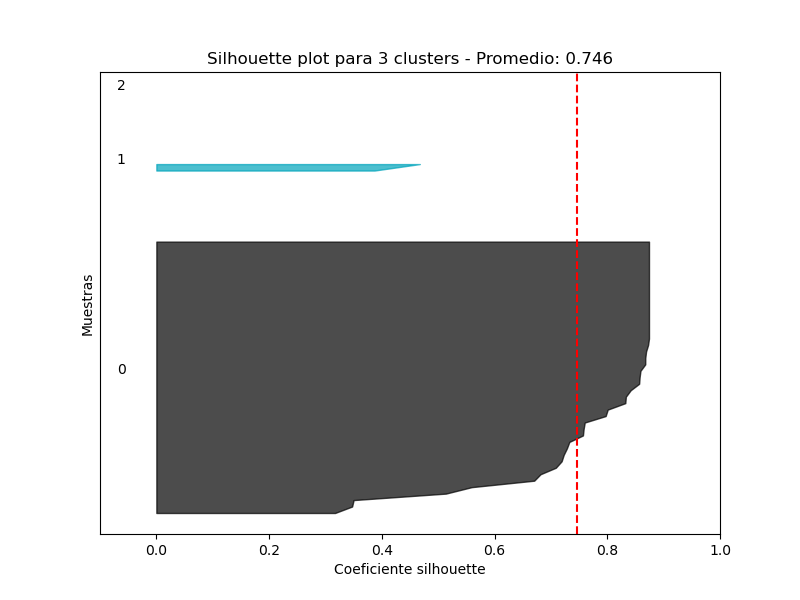 Silhouette plot para 3 clusters - Promedio: 0.746
2
1
0
Muestras
0.0 0.2 0.4 0.6 0.8 1.0
Coeficiente silhouette